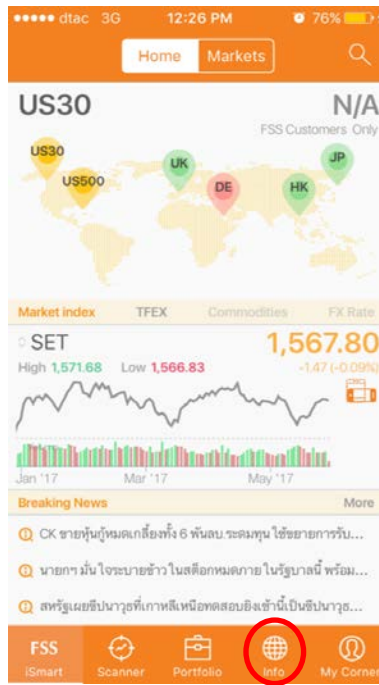 dtac 3G 12:26 PM 76%
Home Markets
US30 N/A
FSS Customers Only
US30
US500
UK
DE
HK
JP
Market index TFEX Commodities FX Rate
SET 1,567.80
High 1,571.68 Low 1,566.83 -1.47 (-0.09%)
Jan '17 Mar '17 May '17
Breaking News More
CK ขายหุ้นกู้หมดเกลี้ยงทั้ง 6 พันลบ.ระดมทุน ใช้ขยายการรับ...
นายกฯ มั่นใจระบายข้าวในสต็อกหมดภายในรัฐบาลนี้ พร้อม...
สหรัฐเผยขีปนาวุธที่เกาหลีเหนือทดสอบยิงเช้านี้เป็นขีปนาวุธ...
FSS
iSmart Scanner Portfolio Info My Corner